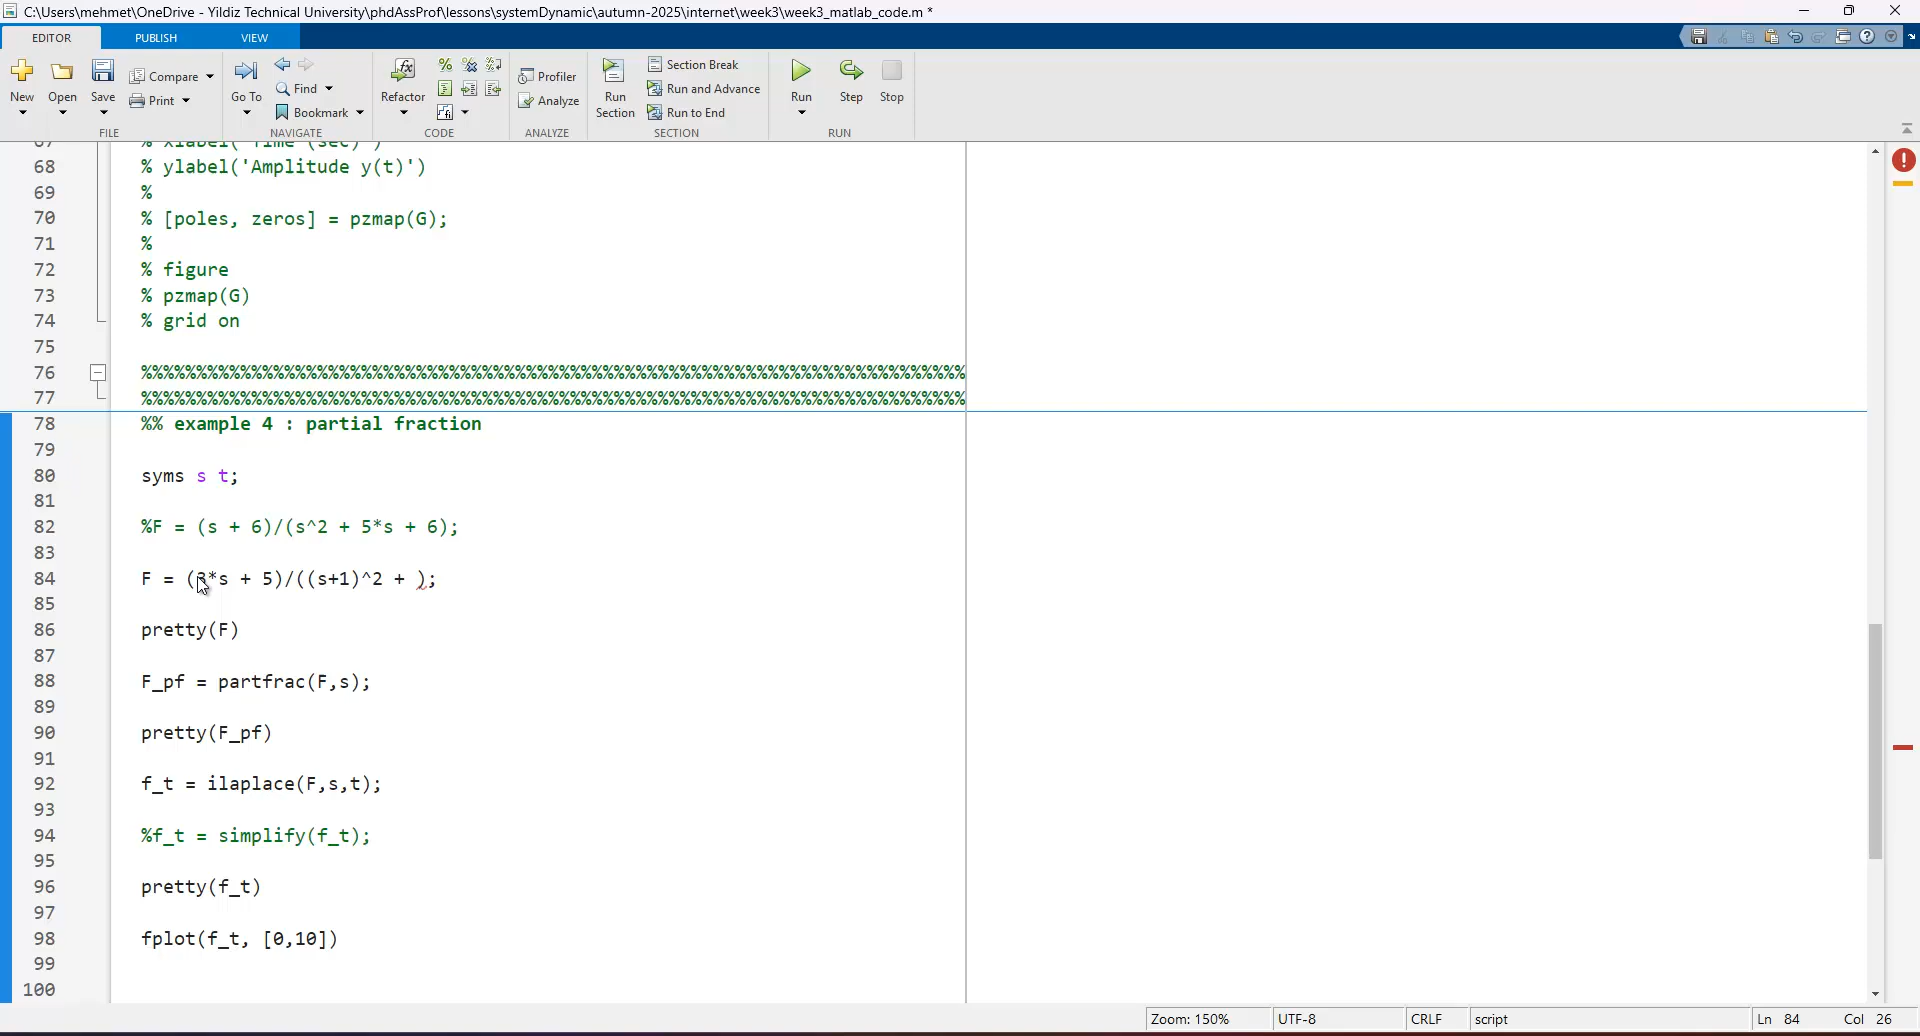 C:\Users\mehmet\OneDrive - Yildiz Technical University\phdAssProf\lessons\systemDynamic\autumn-2025\internet\week3\week3_matlab_code.m *
EDITOR PUBLISH VIEW
New Open Save Compare Print
FILE
Go To Find Bookmark
NAVIGATE
Refactor
CODE
Profiler
Analyze
ANALYZE
Run Section
Section Break
Run and Advance
Run to End
SECTION
Run Step Stop
RUN
67 % xlabel('Time (sec)')
68 % ylabel('Amplitude y(t)')
69 %
70 % [poles, zeros] = pzmap(G);
71 %
72 % figure
73 % pzmap(G)
74 % grid on
75
76 %%%%%%%%%%%%%%%%%%%%%%%%%%%%%%%%%%%%%%%%%%%%%%%%%%%%%%%%%%%%%%%%%%%%%%%%%%%
77 %%%%%%%%%%%%%%%%%%%%%%%%%%%%%%%%%%%%%%%%%%%%%%%%%%%%%%%%%%%%%%%%%%%%%%%%%%%
78 %% example 4 : partial fraction
79
80 syms s t;
81
82 %F = (s + 6)/(s^2 + 5*s + 6);
83
84 F = (3*s + 5)/((s+1)^2 + );
85
86 pretty(F)
87
88 F_pf = partfrac(F,s);
89
90 pretty(F_pf)
91
92 f_t = ilaplace(F,s,t);
93
94 %f_t = simplify(f_t);
95
96 pretty(f_t)
97
98 fplot(f_t, [0,10])
99
100
Zoom: 150% UTF-8 CRLF script Ln 84 Col 26